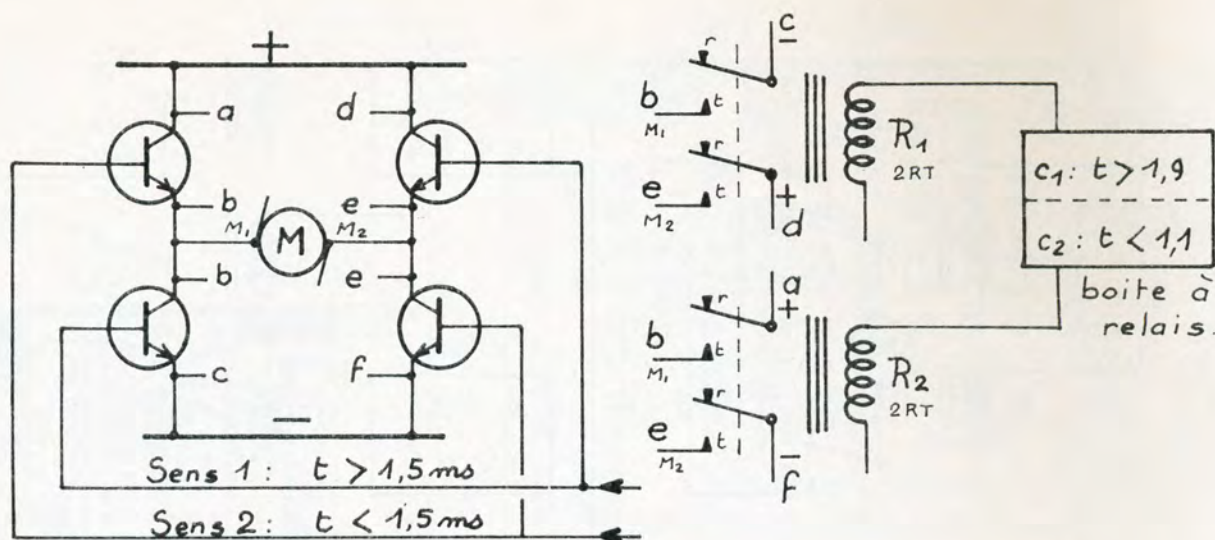 +
a
d
b
e
M₁
M
M₂
b
e
c
f
−
Sens 1 : t > 1,5 ms
Sens 2 : t < 1,5 ms
c
−
r
b
t
M₁
r
e
t
M₂
+
d
R₁
2RT
a
+
r
b
t
M₁
r
e
t
M₂
−
f
R₂
2RT
c₁ : t > 1,9
c₂ : t < 1,1
boite à
relais.